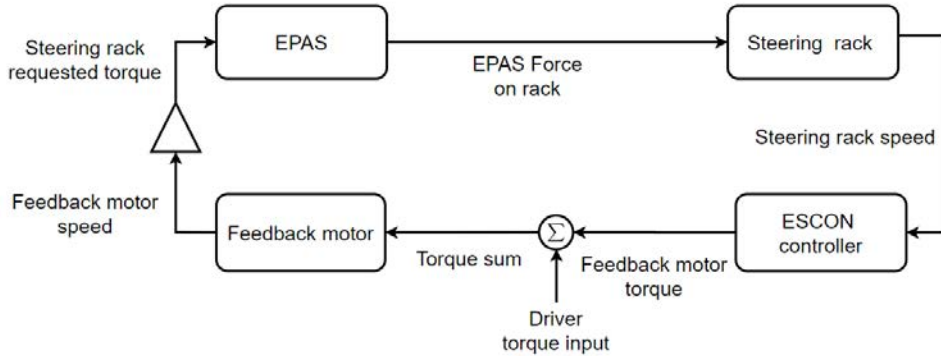 Steering rack
requested torque
EPAS
EPAS Force
on rack
Steering rack
Steering rack speed
Feedback motor
speed
Feedback motor
Torque sum
Σ
Feedback motor
torque
ESCON
controller
Driver
torque input